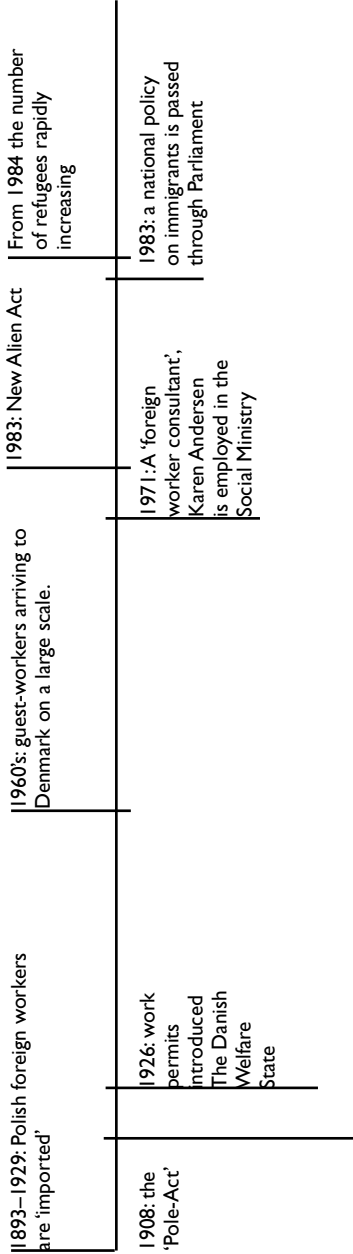 1893–1929: Polish foreign workers
are ‘imported’
1960’s: guest-workers arriving to
Denmark on a large scale.
1983: New Alien Act
From 1984 the number
of refugees rapidly
increasing
1908: the
‘Pole-Act’
1926: work
permits
introduced
The Danish
Welfare
State
1971: A ‘foreign
worker consultant’,
Karen Andersen
is employed in the
Social Ministry
1983: a national policy
on immigrants is passed
through Parliament